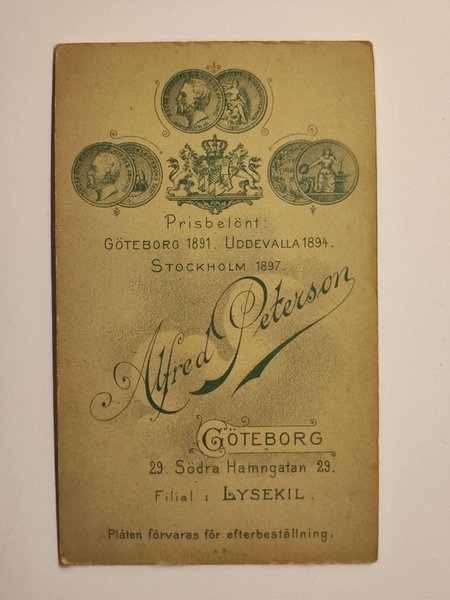 Prisbelönt:
GÖTEBORG 1891. UDDEVALLA 1894.
STOCKHOLM 1897.
Alfred Peterson
GÖTEBORG
29. Södra Hamngatan 29.
Filial i LYSEKIL.
Plåten förvaras för efterbeställning.